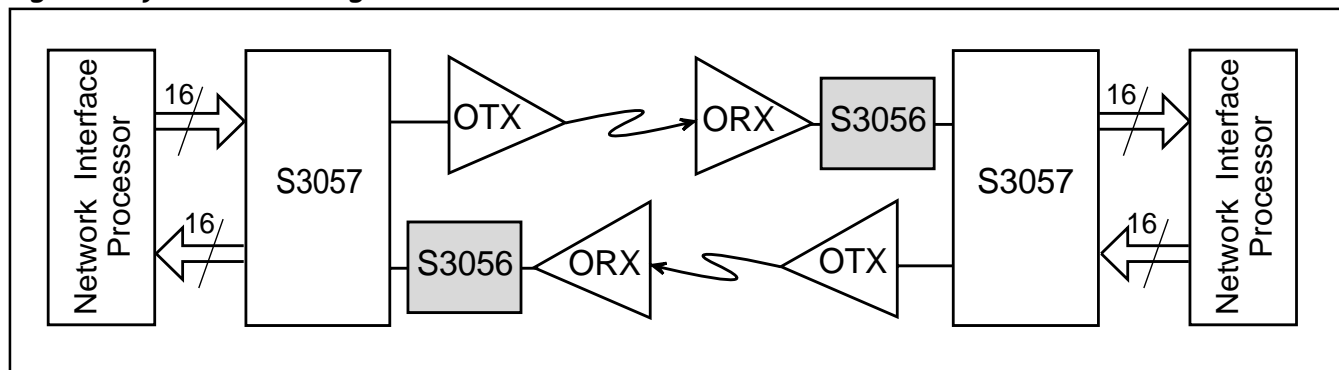 Network Interface
Processor
16
16
S3057
OTX
ORX
S3056
S3056
ORX
OTX
S3057
16
16
Network Interface
Processor